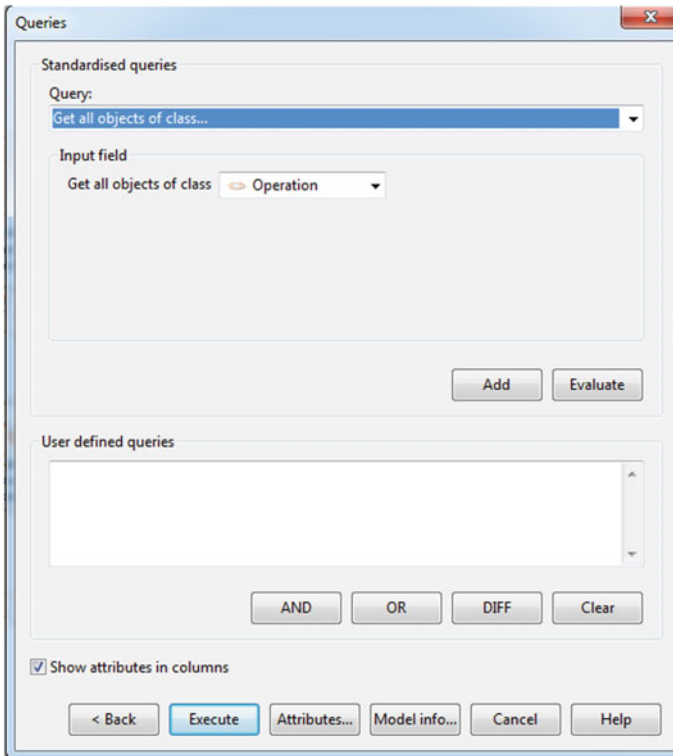 Queries
Standardised queries
Query:
Get all objects of class...
Input field
Get all objects of class Operation
Add Evaluate
User defined queries
AND OR DIFF Clear
Show attributes in columns
< Back Execute Attributes... Model info... Cancel Help